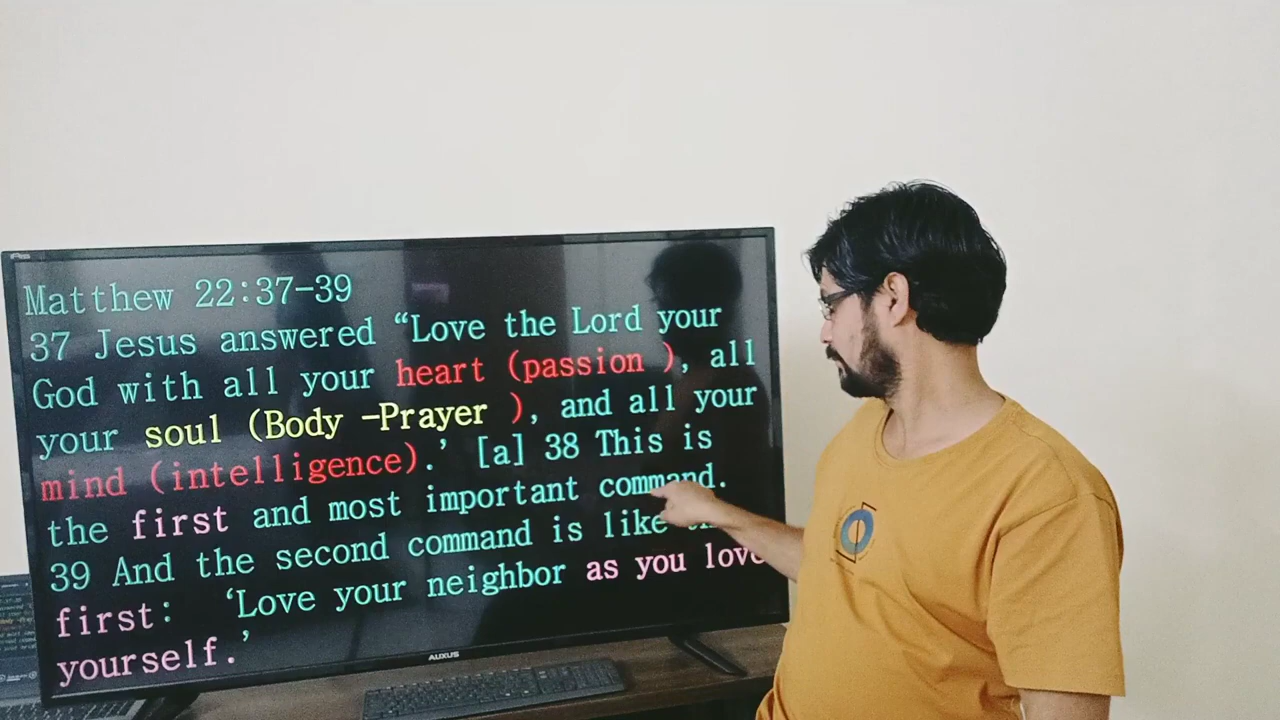 Matthew 22:37-39
37 Jesus answered “Love the Lord your
God with all your heart (passion ), all
your soul (Body -Prayer ), and all your
mind (intelligence).’ [a] 38 This is
the first and most important command.
39 And the second command is like
first: ‘Love your neighbor as you love
yourself.’
AUXUS